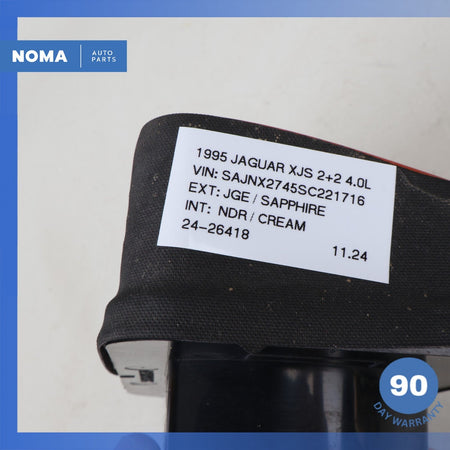 NOMA
AUTO
PARTS
1995 JAGUAR XJS 2+2 4.0L
VIN: SAJNX2745SC221716
EXT: JGE / SAPPHIRE
INT: NDR / CREAM
24-26418
11.24
90
DAY WARRANTY